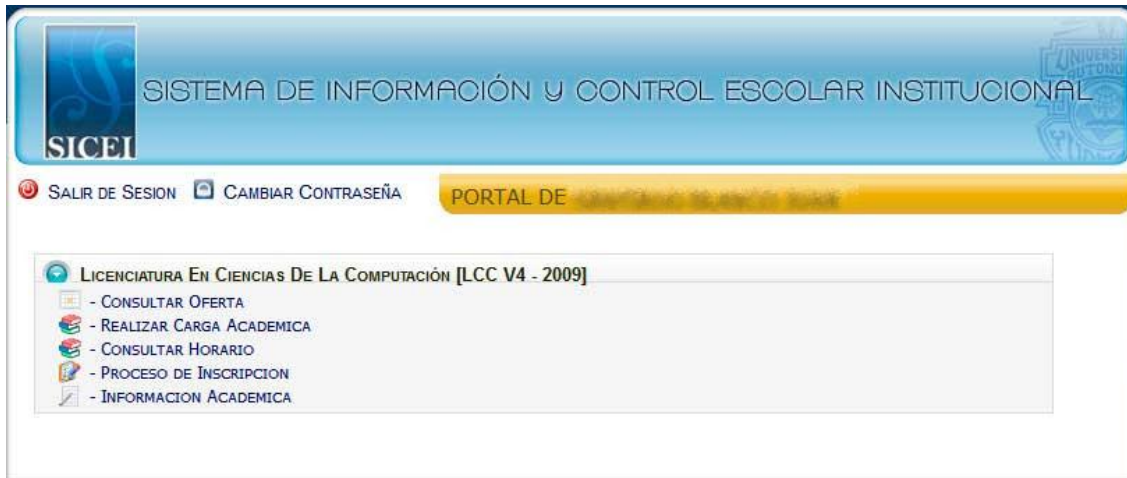 SISTEMA DE INFORMACIÓN Y CONTROL ESCOLAR INSTITUCIONAL
SICEI
SALIR DE SESION CAMBIAR CONTRASEÑA PORTAL DE
LICENCIATURA EN CIENCIAS DE LA COMPUTACIÓN [LCC V4 - 2009]
- CONSULTAR OFERTA
- REALIZAR CARGA ACADEMICA
- CONSULTAR HORARIO
- PROCESO DE INSCRIPCION
- INFORMACION ACADEMICA